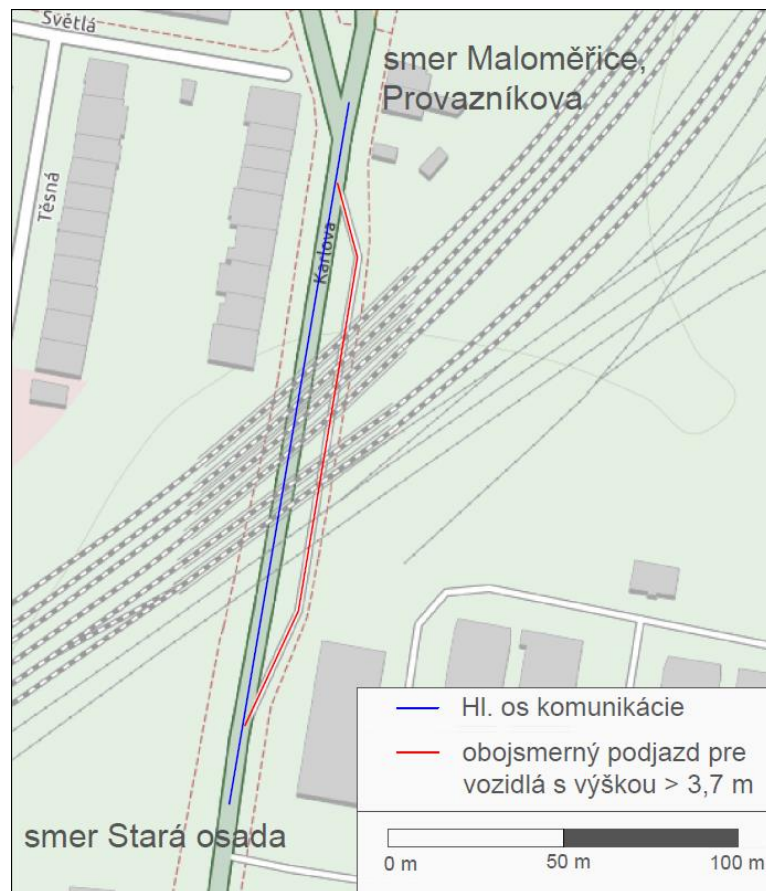 Světlá
smer Maloměřice,
Provazníkova
Těsná
Karlova
Hl. os komunikácie
obojsmerný podjazd pre
vozidlá s výškou > 3,7 m
smer Stará osada
0 m 50 m 100 m